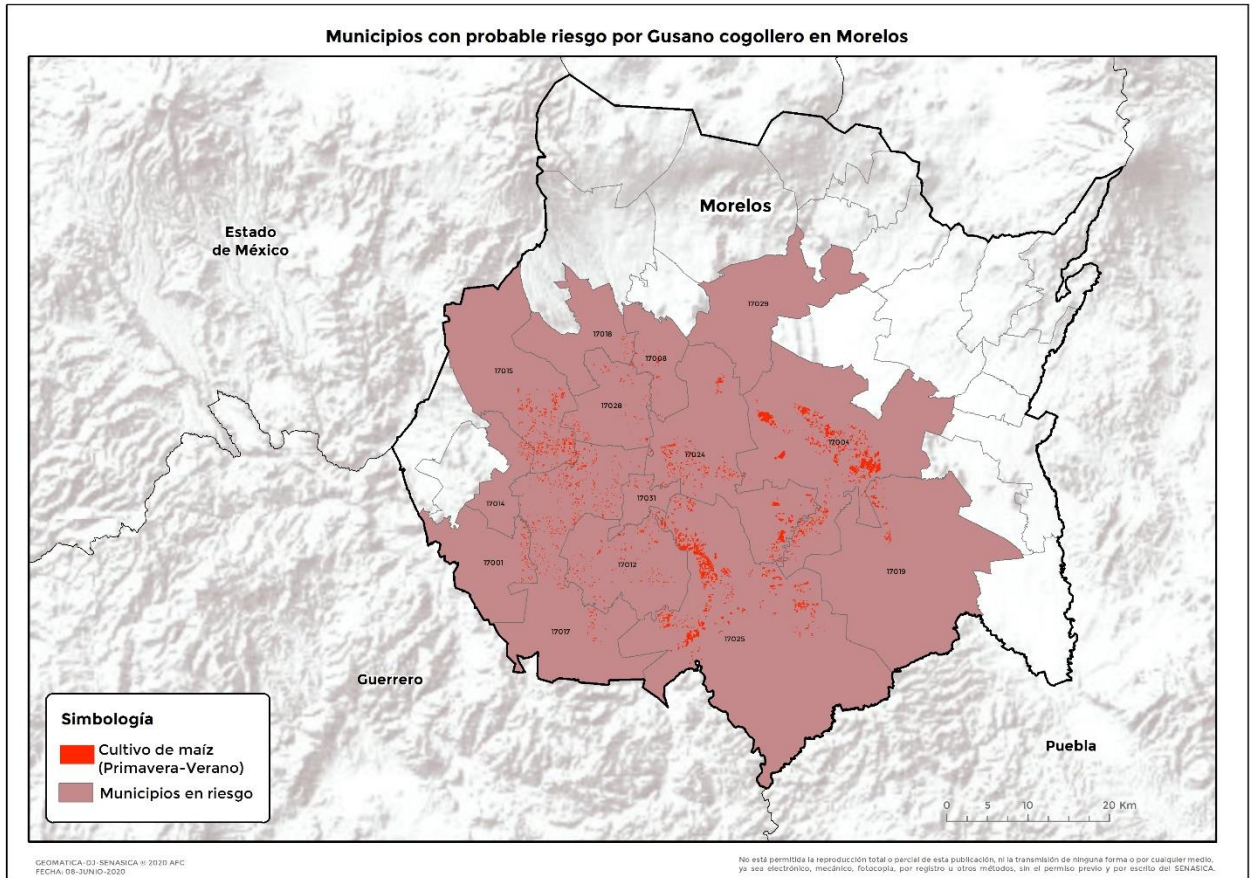 Municipios con probable riesgo por Gusano cogollero en Morelos
Morelos
Estado
de México
17029
17018
17008
17015
17028
17004
17024
17031
17014
17001
17012
17019
17017
17025
Guerrero
Puebla
Simbología
Cultivo de maíz
(Primavera-Verano)
Municipios en riesgo
0 5 10 20 Km
GEOMATICA-DJ-SENASICA © 2020 AFC
FECHA: 08-JUNIO-2020
No está permitida la reproducción total o parcial de esta publicación, ni la transmisión de ninguna forma o por cualquier medio,
ya sea electrónico, mecánico, fotocopia, por registro u otros métodos, sin el permiso previo y por escrito del SENASICA.